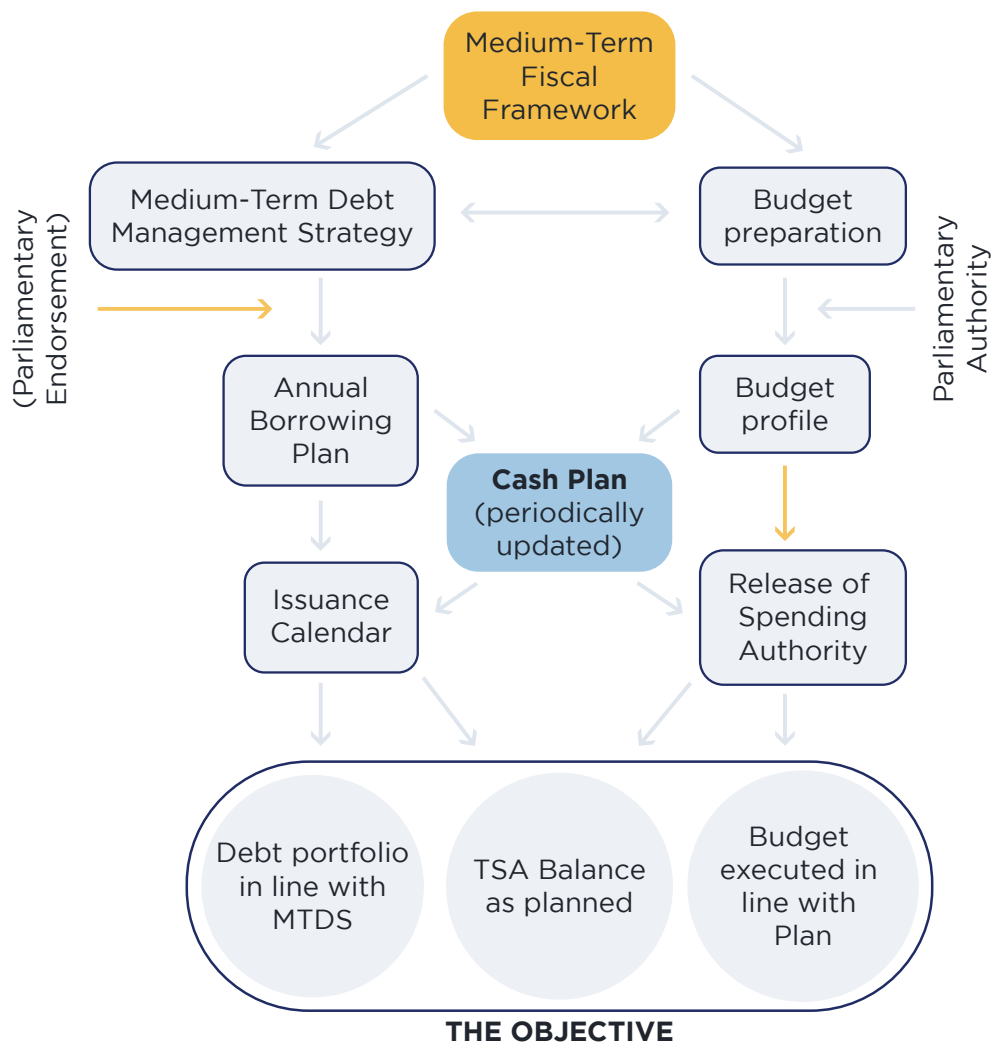 Medium-Term
Fiscal
Framework
Medium-Term Debt
Management Strategy
Budget
preparation
(Parliamentary
Endorsement)
Parliamentary
Authority
Annual
Borrowing
Plan
Budget
profile
Cash Plan
(periodically
updated)
Issuance
Calendar
Release of
Spending
Authority
Debt portfolio
in line with
MTDS
TSA Balance
as planned
Budget
executed in
line with
Plan
THE OBJECTIVE